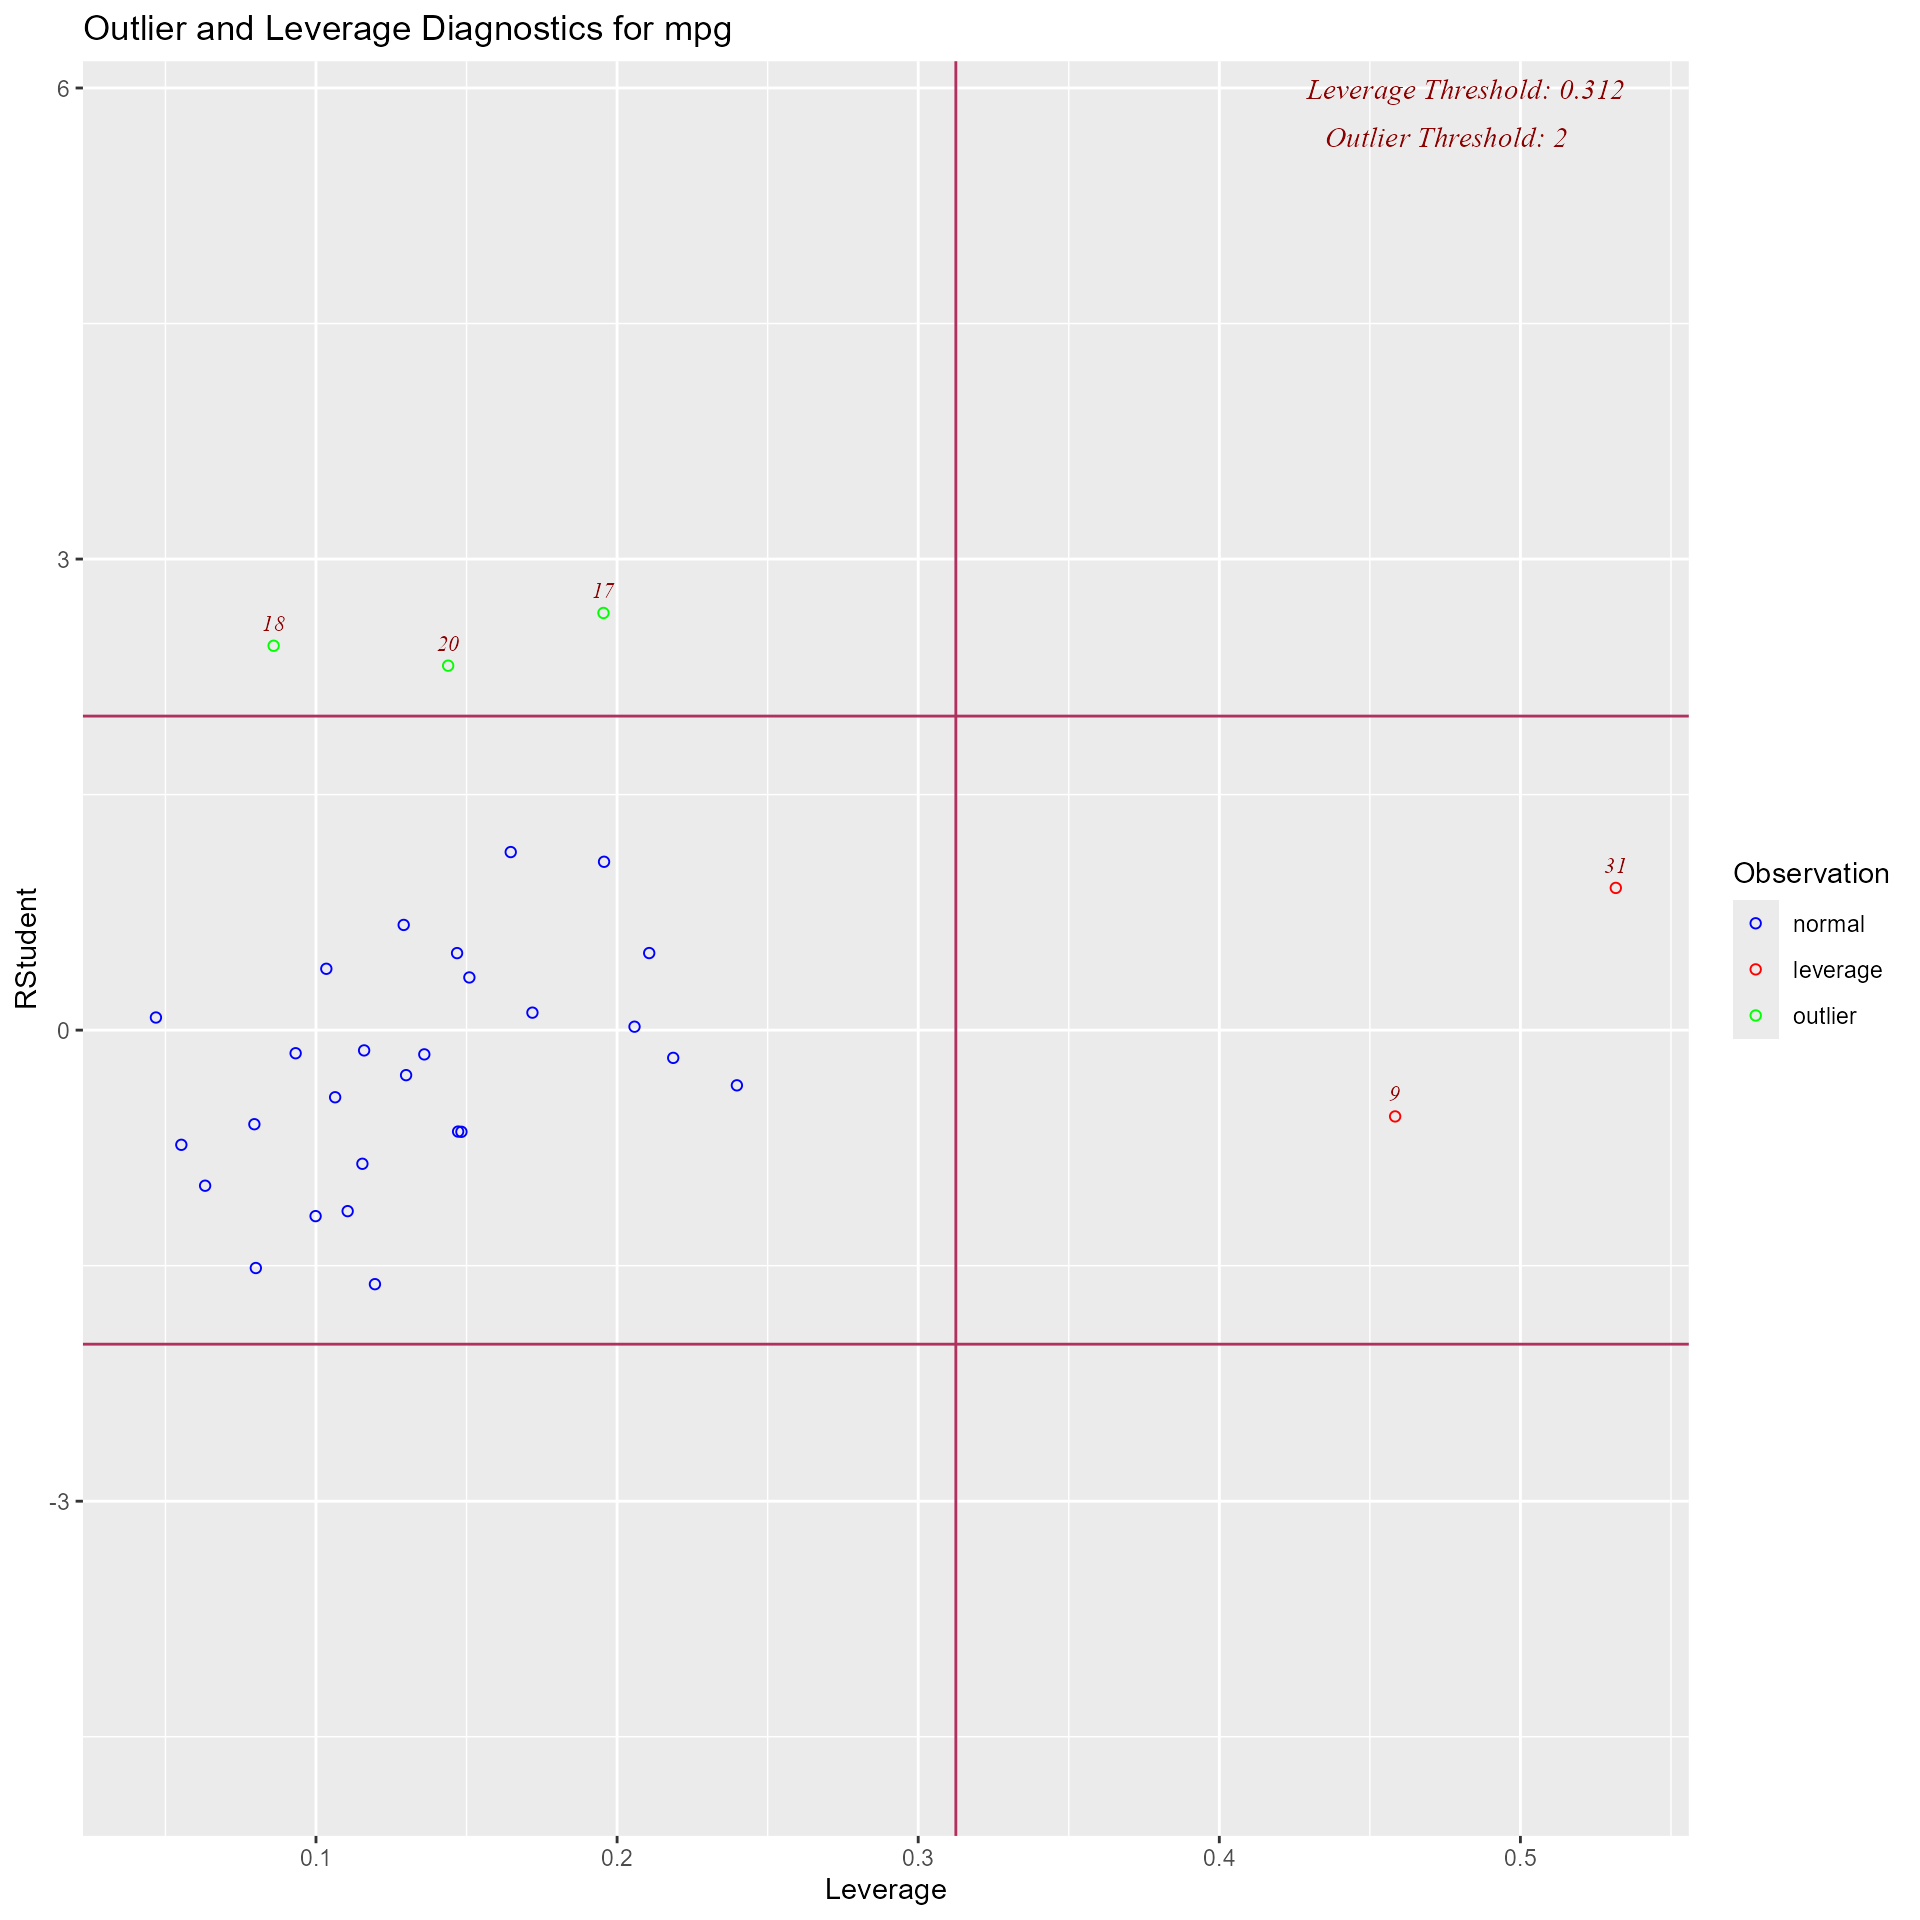 Outlier and Leverage Diagnostics for mpg
6
Leverage Threshold: 0.312
Outlier Threshold: 2
3
17
18
20
31
Observation
normal
leverage
outlier
RStudent
0
9
-3
0.1
0.2
0.3
0.4
0.5
Leverage